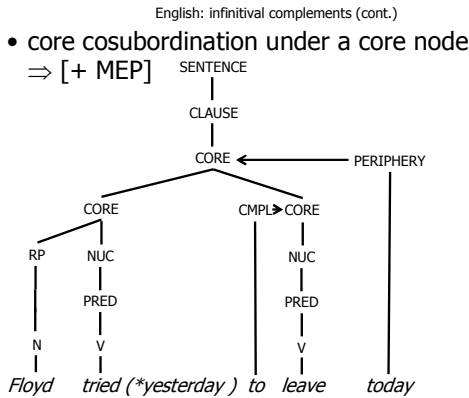 English: infinitival complements (cont.)
• core cosubordination under a core node
⇒ [+ MEP]
SENTENCE
CLAUSE
CORE PERIPHERY
CORE CMPL CORE
RP NUC NUC
PRED PRED
N V V
Floyd tried (*yesterday ) to leave today